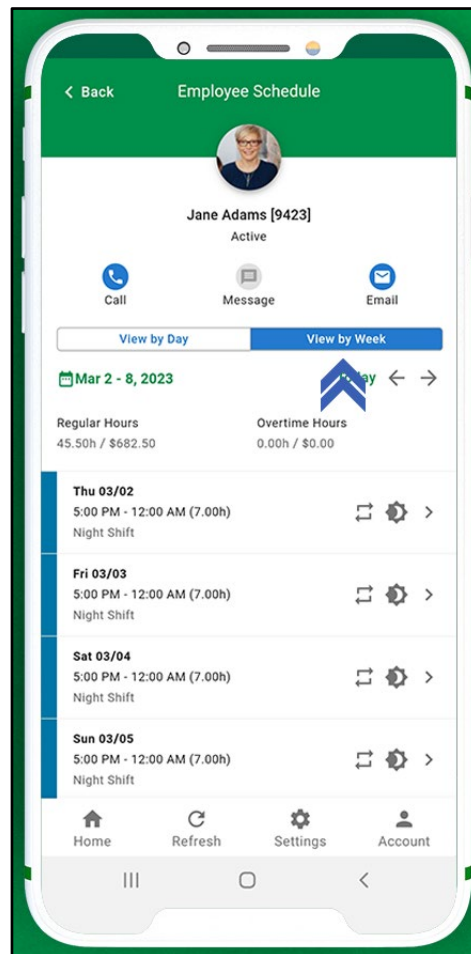 Back
Employee Schedule
Jane Adams [9423]
Active
Call
Message
Email
View by Day
View by Week
Mar 2 - 8, 2023
Regular Hours
Overtime Hours
45.50h / $682.50
0.00h / $0.00
Thu 03/02
5:00 PM - 12:00 AM (7.00h)
Night Shift
Fri 03/03
5:00 PM - 12:00 AM (7.00h)
Night Shift
Sat 03/04
5:00 PM - 12:00 AM (7.00h)
Night Shift
Sun 03/05
5:00 PM - 12:00 AM (7.00h)
Night Shift
Home
Refresh
Settings
Account